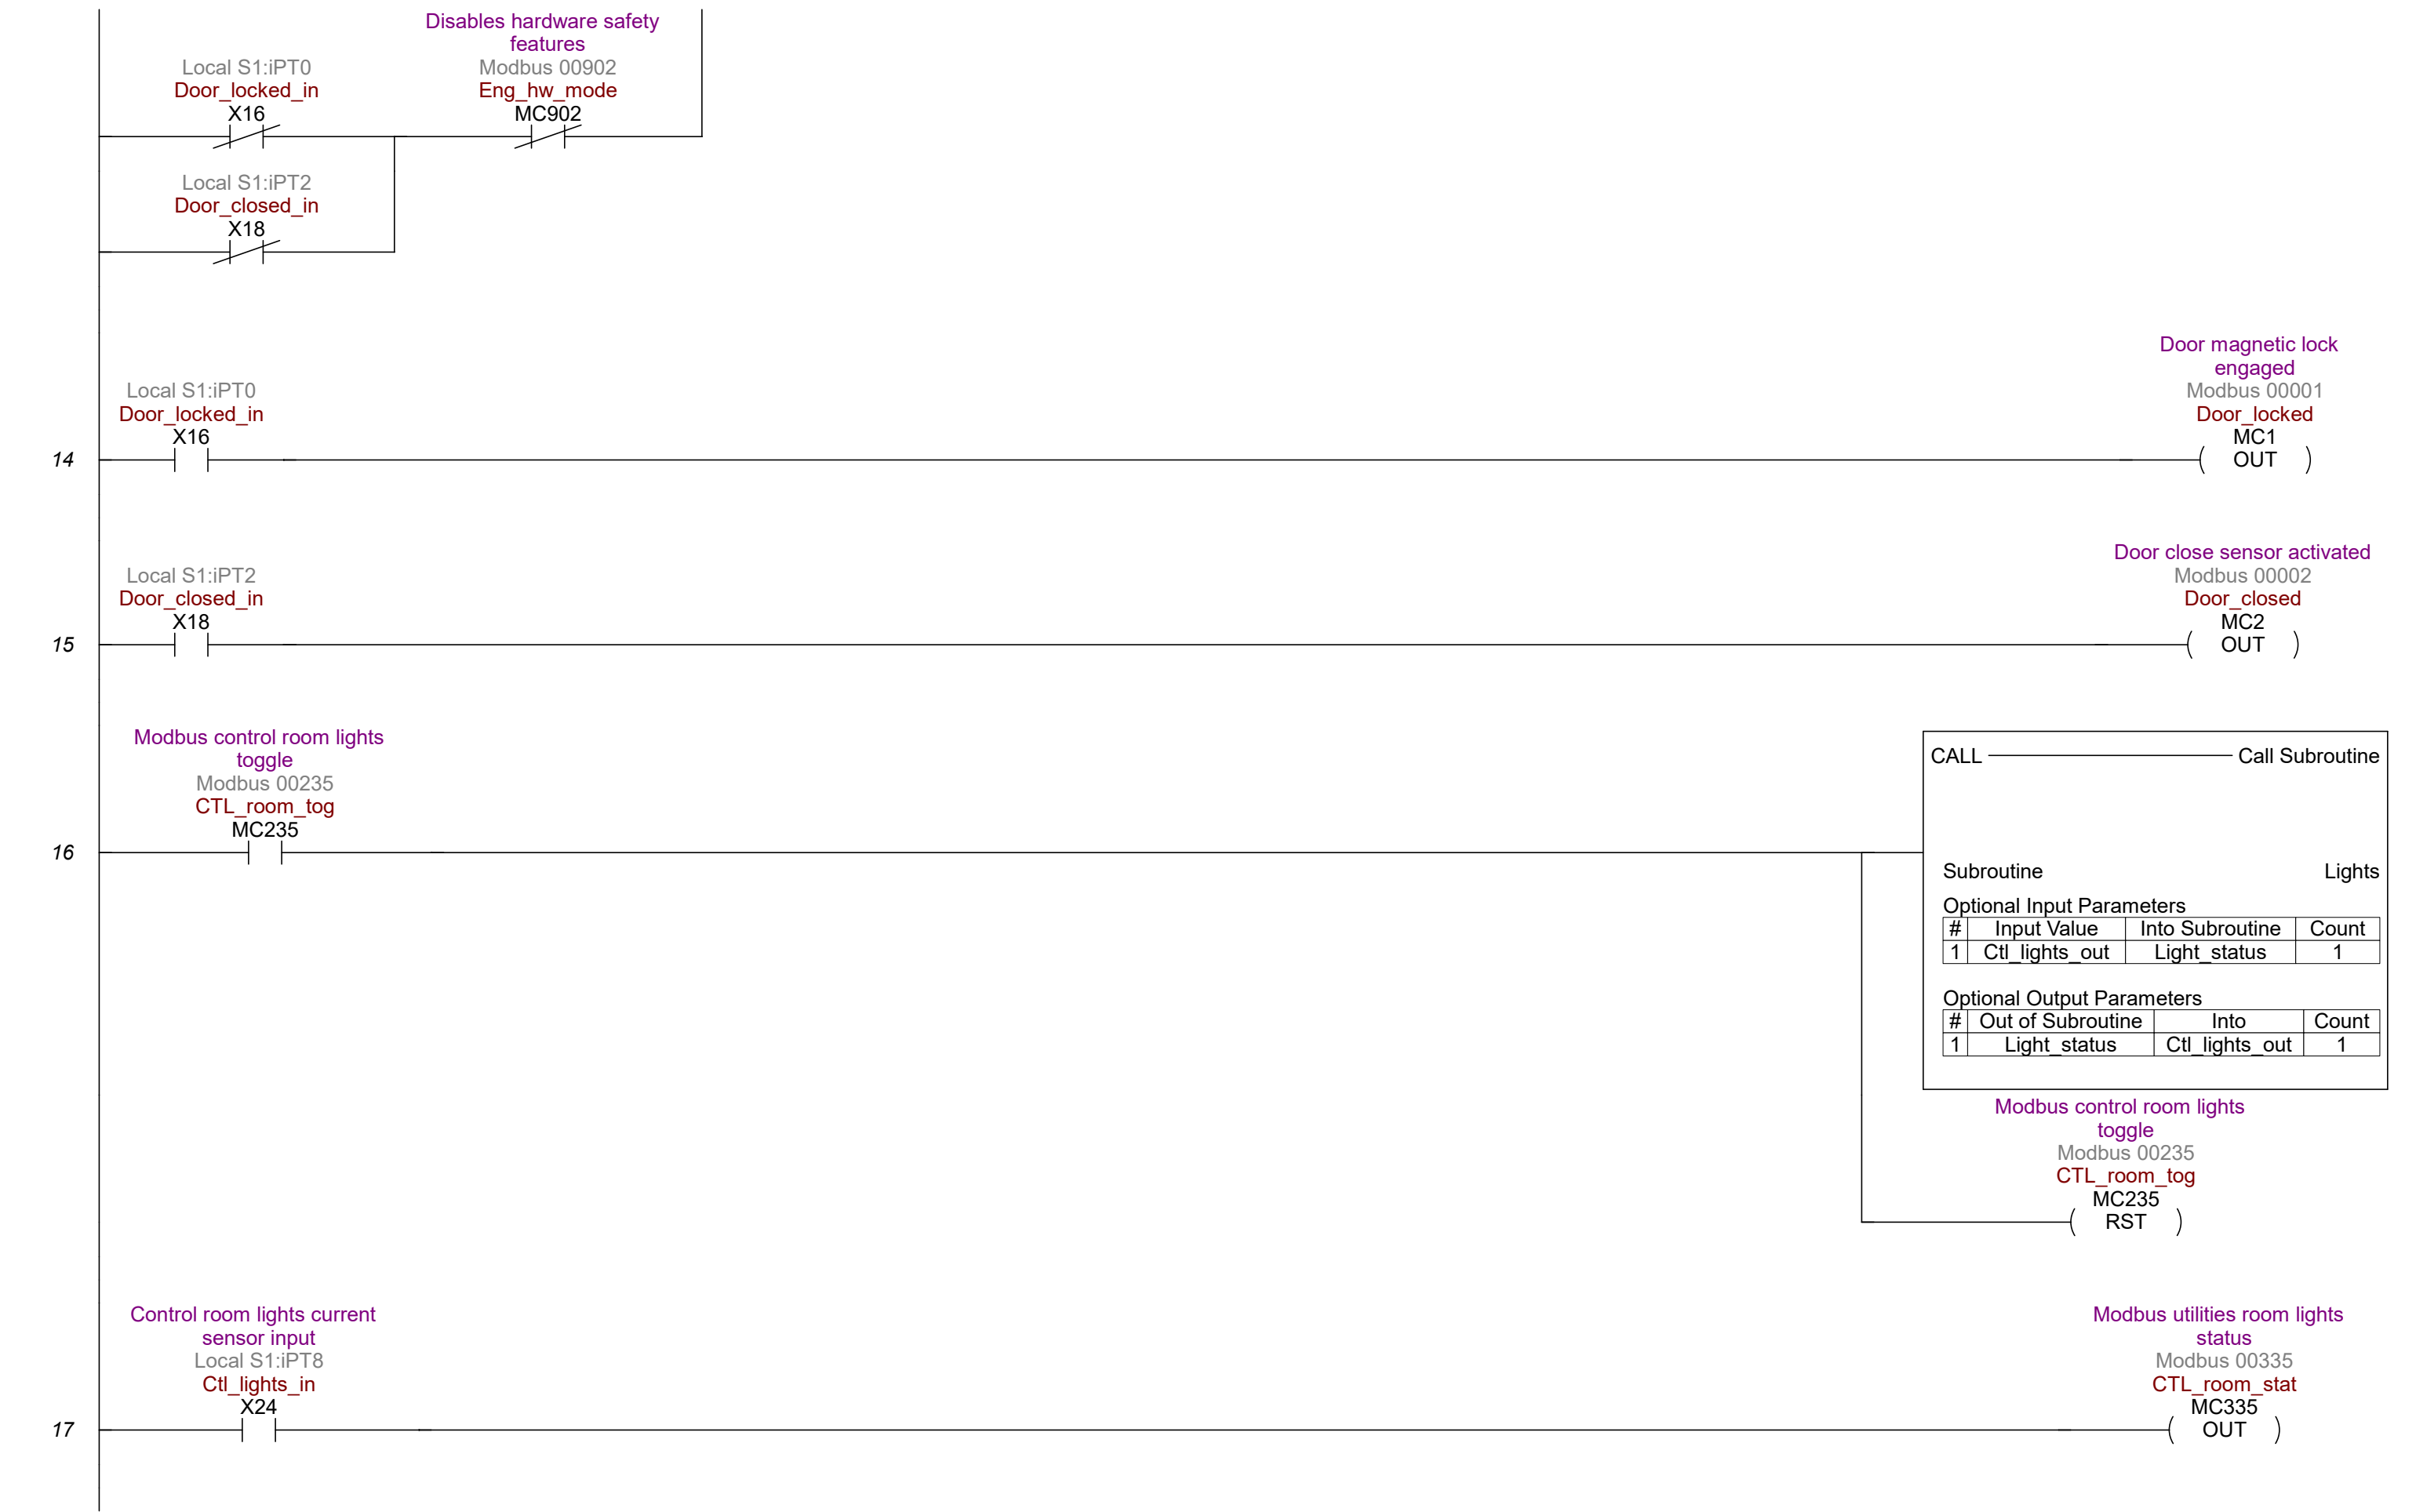 Disables hardware safety
features
Local S1:iPT0
Modbus 00902
Door_locked_in
Eng_hw_mode
X16
MC902
Local S1:iPT2
Door_closed_in
X18
Door magnetic lock
engaged
Local S1:iPT0
Modbus 00001
Door_locked_in
Door_locked
X16
MC1
14
OUT
Door close sensor activated
Local S1:iPT2
Modbus 00002
Door_closed_in
Door_closed
X18
MC2
15
OUT
Modbus control room lights
toggle
Modbus 00235
CTL_room_tog
MC235
16
CALL Call Subroutine
Subroutine Lights
Optional Input Parameters
# Input Value Into Subroutine Count
1 Ctl_lights_out Light_status 1
Optional Output Parameters
# Out of Subroutine Into Count
1 Light_status Ctl_lights_out 1
Modbus control room lights
toggle
Modbus 00235
CTL_room_tog
MC235
RST
Control room lights current
sensor input
Local S1:iPT8
Ctl_lights_in
X24
17
Modbus utilities room lights
status
Modbus 00335
CTL_room_stat
MC335
OUT